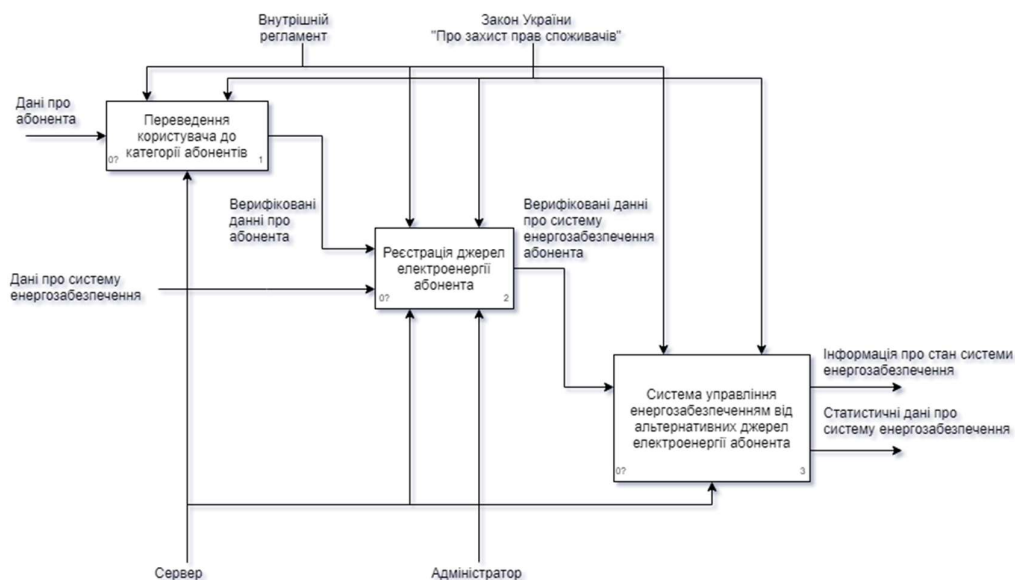 Внутрішній
регламент
Закон України
"Про захист прав споживачів"
Дані про
абонента
Переведення
користувача до
категорії абонентів
0?
1
Верифіковані
данні про
абонента
Верифіковані данні
про систему
енергозабезпечення
абонента
Реєстрація джерел
електроенергії
абонента
0?
2
Дані про систему
енергозабезпечення
Система управління
енергозабезпеченням від
альтернативних джерел
електроенергії абонента
0?
3
Інформація про стан системи
енергозабезпечення
Статистичні дані про
систему енергозабезпечення
Сервер
Адміністратор